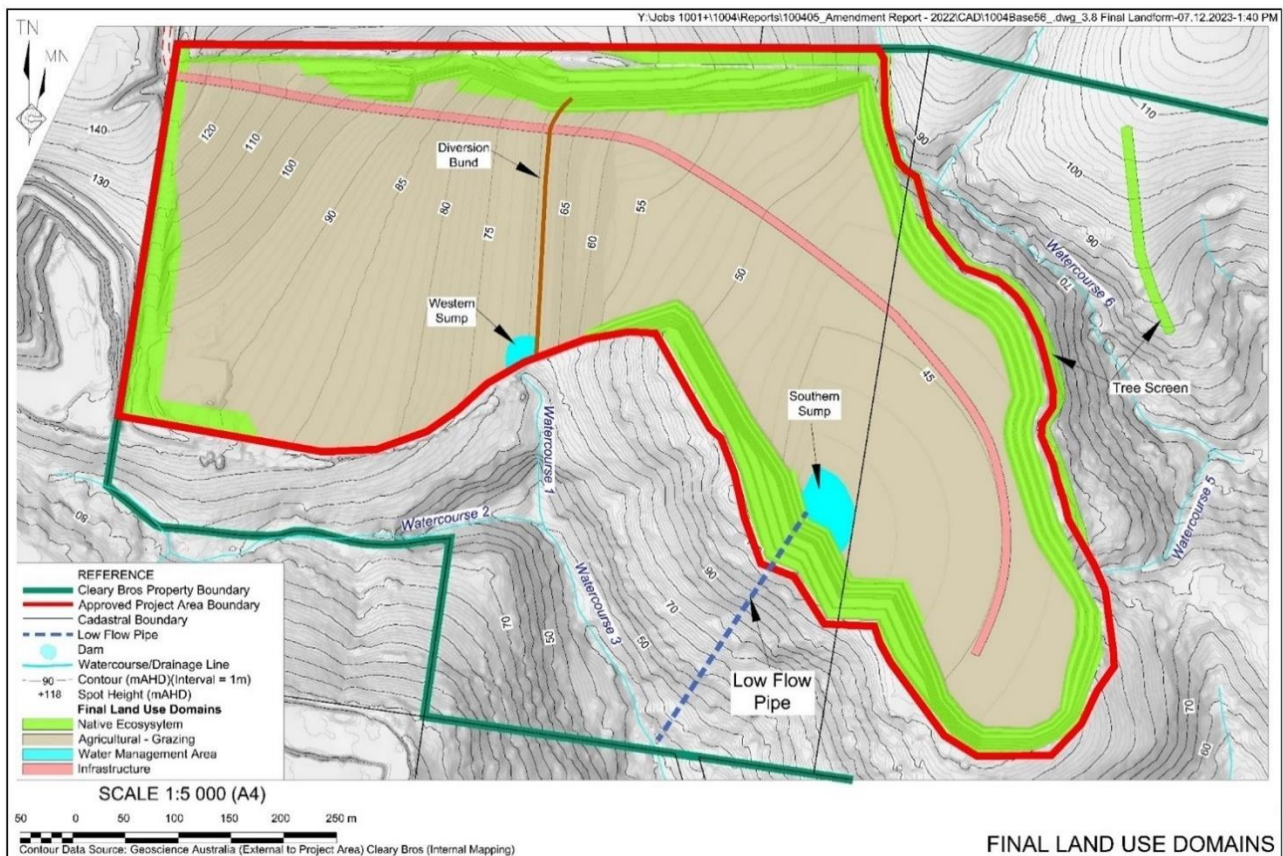 Y:\Jobs 1001+\1004\Reports\100405_Amendment Report - 2022\CAD\1004Base56_.dwg_3.8 Final Landform-07.12.2023-1:40 PM
TN
MN
140
130
120
110
100
90
85
80
75
65
60
55
50
45
Diversion
Bund
Western
Sump
Southern
Sump
90
110
100
90
70
Watercourse 6
Tree Screen
Watercourse 5
Watercourse 1
Watercourse 2
Watercourse 3
80
70
50
90
70
50
70
60
Low Flow
Pipe
REFERENCE
Cleary Bros Property Boundary
Approved Project Area Boundary
Cadastral Boundary
Low Flow Pipe
Dam
Watercourse/Drainage Line
90 Contour (mAHD)(Interval = 1m)
+118 Spot Height (mAHD)
Final Land Use Domains
Native Ecosysytem
Agricultural - Grazing
Water Management Area
Infrastructure
SCALE 1:5 000 (A4)
50 0 50 100 150 200 250 m
Contour Data Source: Geoscience Australia (External to Project Area) Cleary Bros (Internal Mapping)
FINAL LAND USE DOMAINS